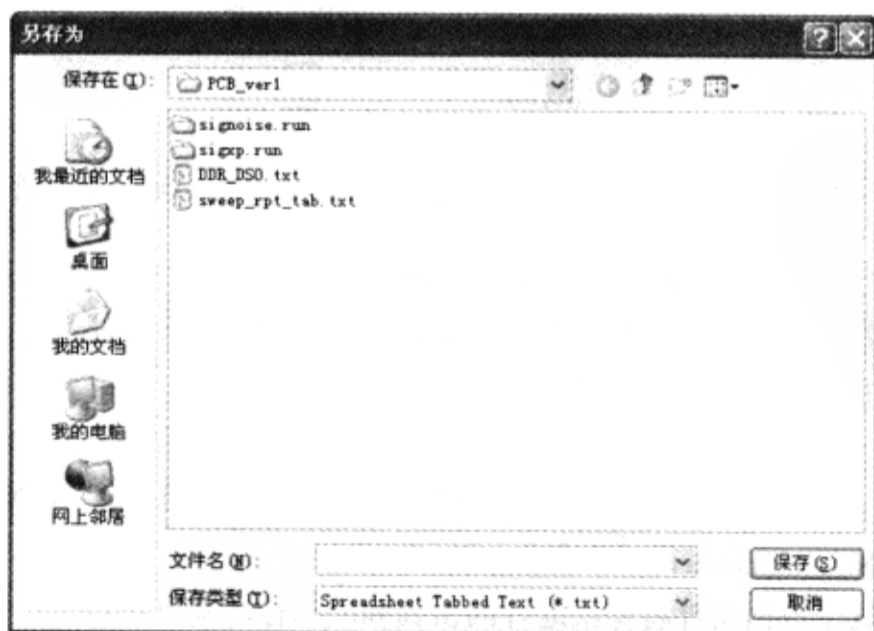 另存为
保存在(I):
PCB_ver1
signoise.run
sigxp.run
DDR_DSO.txt
sweep_rpt_tab.txt
我最近的文档
桌面
我的文档
我的电脑
网上邻居
文件名(N):
保存(S)
保存类型(T):
Spreadsheet Tabbed Text (*.txt)
取消